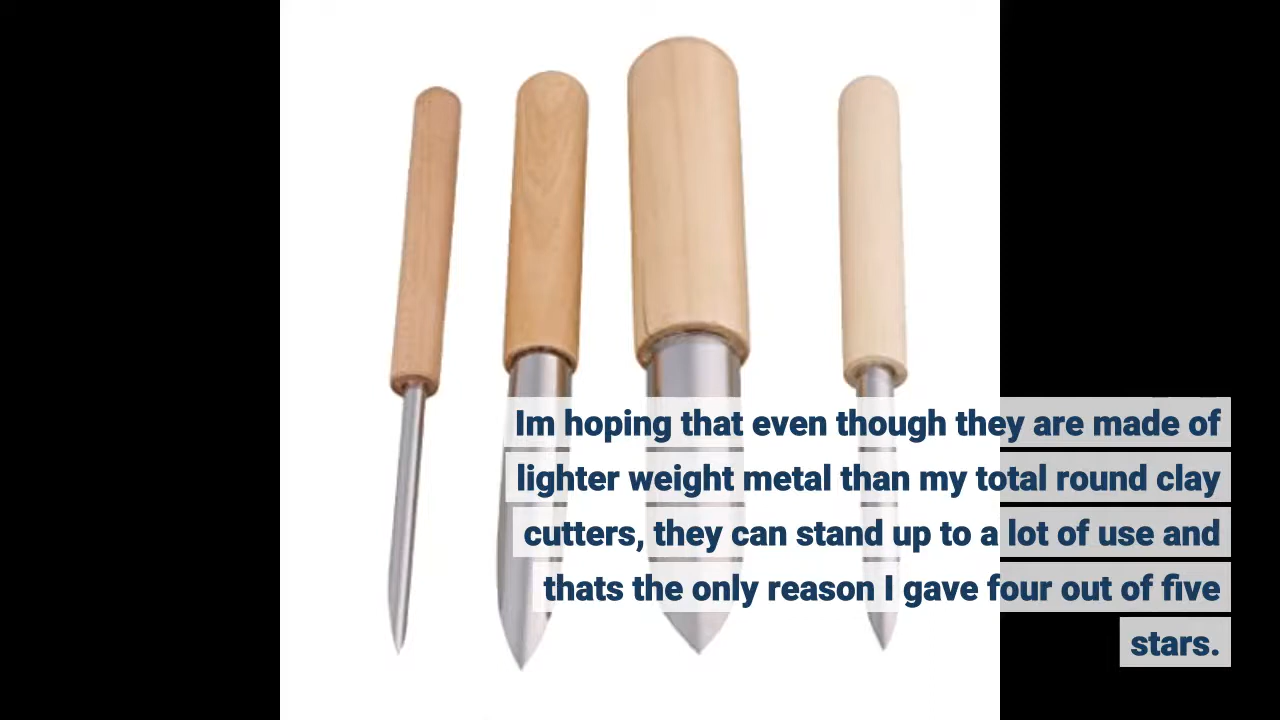 Im hoping that even though they are made of
lighter weight metal than my total round clay
cutters, they can stand up to a lot of use and
thats the only reason I gave four out of five
stars.